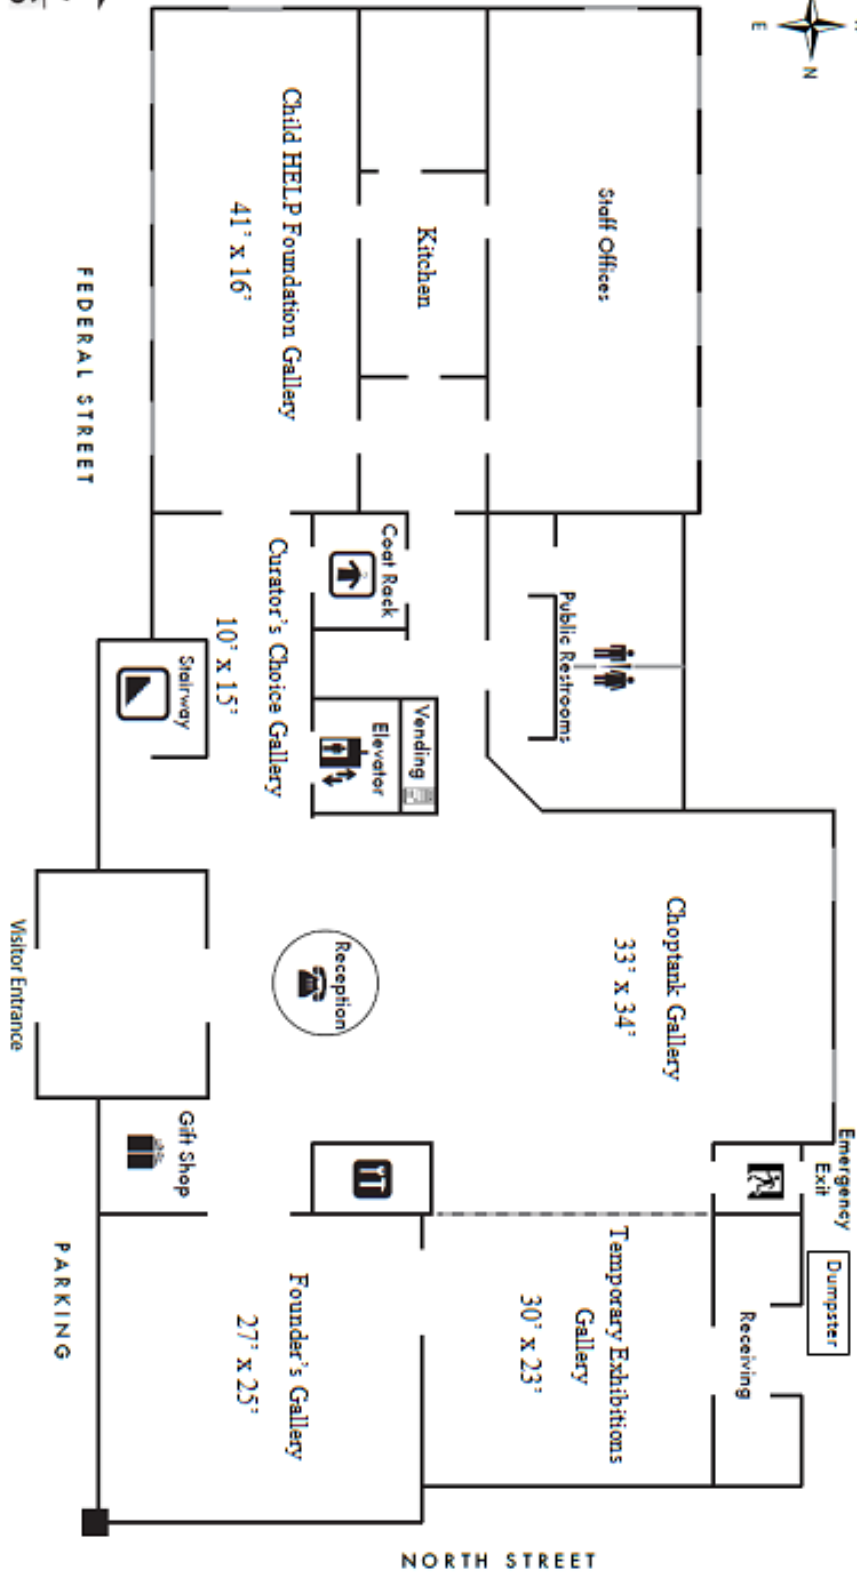 N
E
Staff Offices
Kitchen
Child HELP Foundation Gallery
41' x 16'
FEDERAL STREET
Public Restrooms
Coat Rack
Vending
Elevator
Curator's Choice Gallery
10' x 15'
Stairway
Choptank Gallery
33' x 34'
Reception
Visitor Entrance
Emergency
Exit
Dumpster
Receiving
Temporary Exhibitions
Gallery
30' x 23'
Gift Shop
Founder's Gallery
27' x 25'
PARKING
NORTH STREET